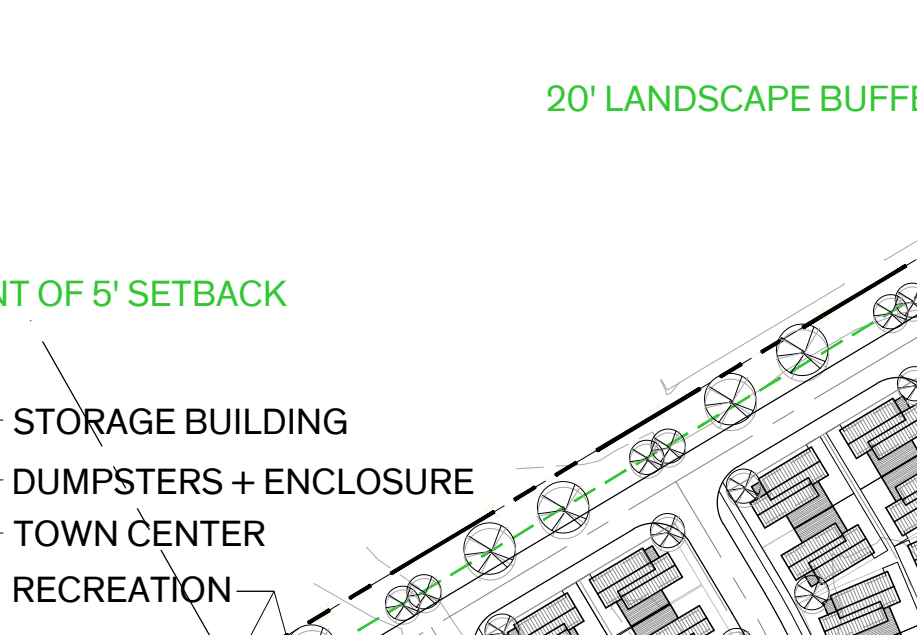 20' LANDSCAPE BUFFE
NT OF 5' SETBACK
STORAGE BUILDING
DUMPSTERS + ENCLOSURE
TOWN CENTER
RECREATION